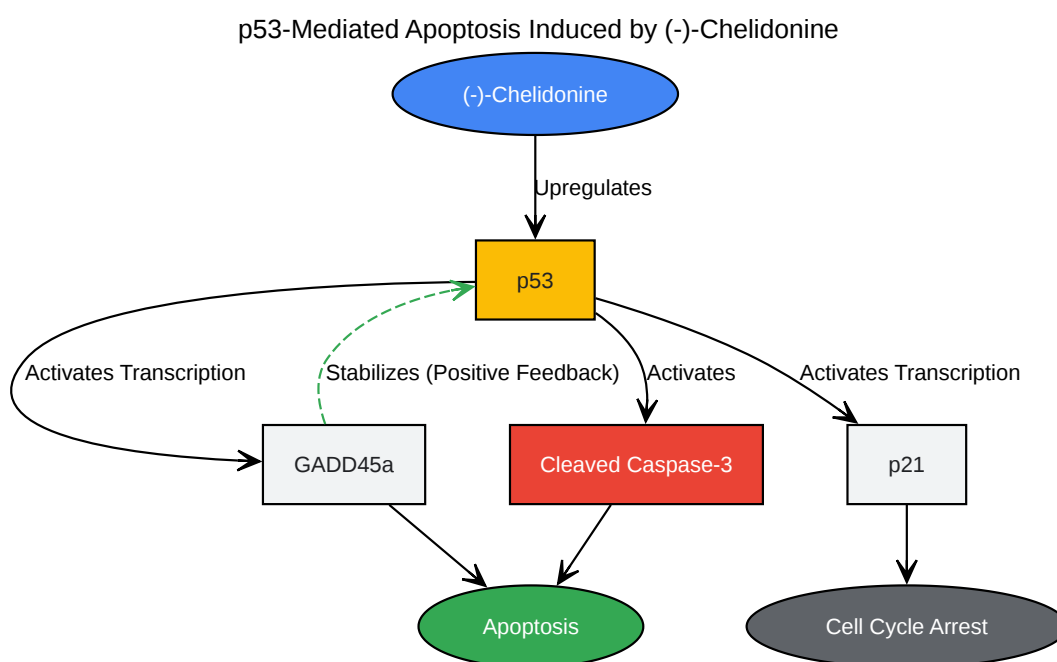 p53-Mediated Apoptosis Induced by (-)-Chelidonine
(-)-Chelidonine
Upregulates
p53
Activates Transcription
Stabilizes (Positive Feedback)
Activates
Activates Transcription
GADD45a
Cleaved Caspase-3
p21
Apoptosis
Cell Cycle Arrest